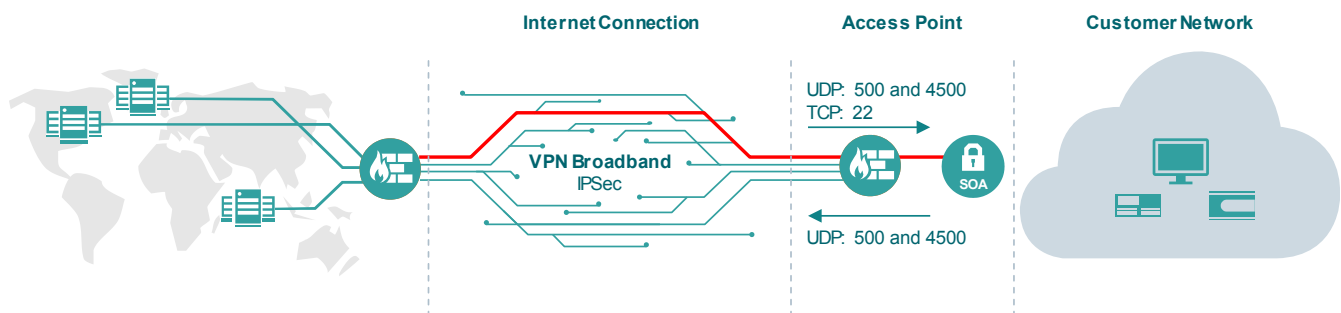 Internet Connection
Access Point
Customer Network
UDP: 500 and 4500
TCP: 22
VPN Broadband
IPSec
SOA
UDP: 500 and 4500